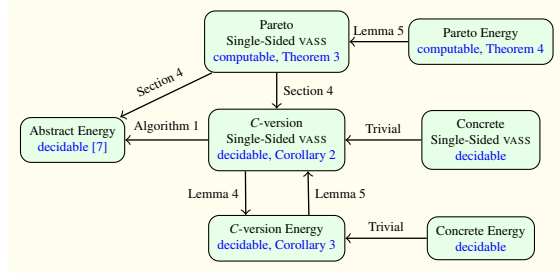 Pareto
Single-Sided VASS
computable, Theorem 3
Lemma 5
Pareto Energy
computable, Theorem 4
Section 4
Section 4
Abstract Energy
decidable [7]
Algorithm 1
C-version
Single-Sided VASS
decidable, Corollary 2
Trivial
Concrete
Single-Sided VASS
decidable
Lemma 4
Lemma 5
C-version Energy
decidable, Corollary 3
Trivial
Concrete Energy
decidable